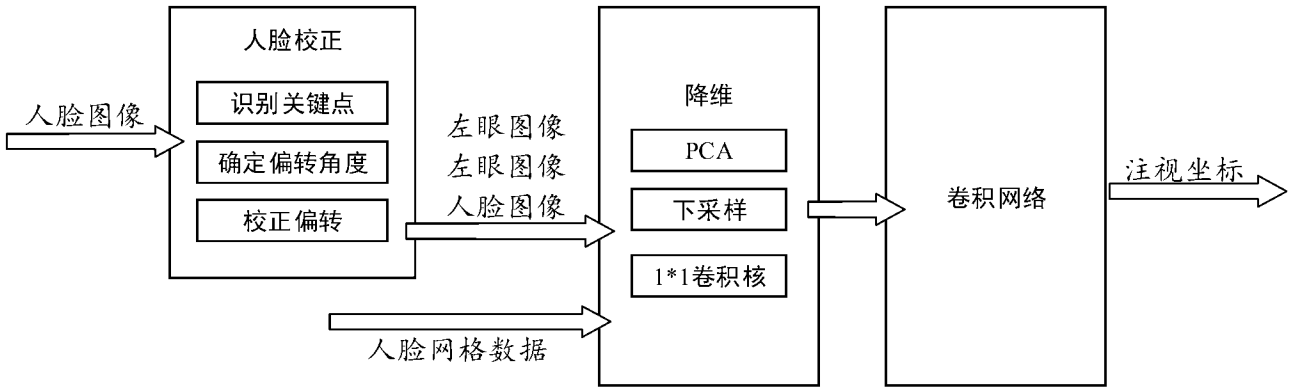 人脸图像
人脸校正
识别关键点
确定偏转角度
校正偏转
左眼图像
左眼图像
人脸图像
人脸网格数据
降维
PCA
下采样
1*1卷积核
卷积网络
注视坐标